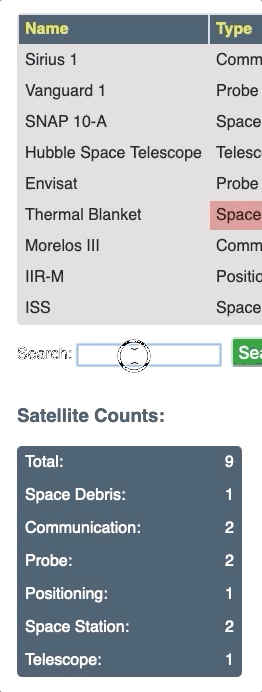 Name Type
Sirius 1 Comm
Vanguard 1 Probe
SNAP 10-A Space
Hubble Space Telescope Telesc
Envisat Probe
Thermal Blanket Space
Morelos III Comm
IIR-M Positic
ISS Space
Search: Sea
Satellite Counts:
Total: 9
Space Debris: 1
Communication: 2
Probe: 2
Positioning: 1
Space Station: 2
Telescope: 1